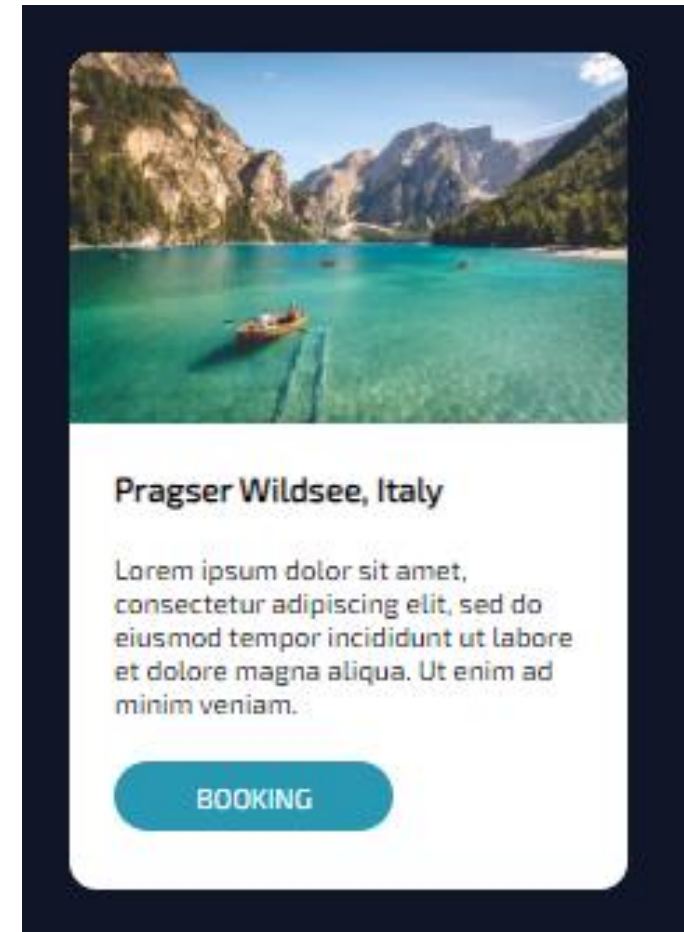 Pragser Wildsee, Italy
Lorem ipsum dolor sit amet,
consectetur adipiscing elit, sed do
eiusmod tempor incididunt ut labore
et dolore magna aliqua. Ut enim ad
minim veniam.
BOOKING